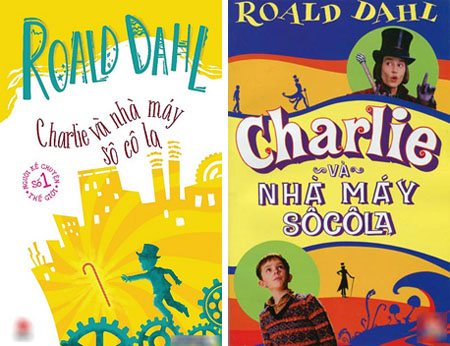 ROALD DAHL
Charlie và nhà máy
sô cô la
NGƯỜI KỂ CHUYỆN
SỐ 1
THẾ GIỚI
ROALD DAHL
Charlie
VÀ
NHÀ MÁY
SÔCÔLA